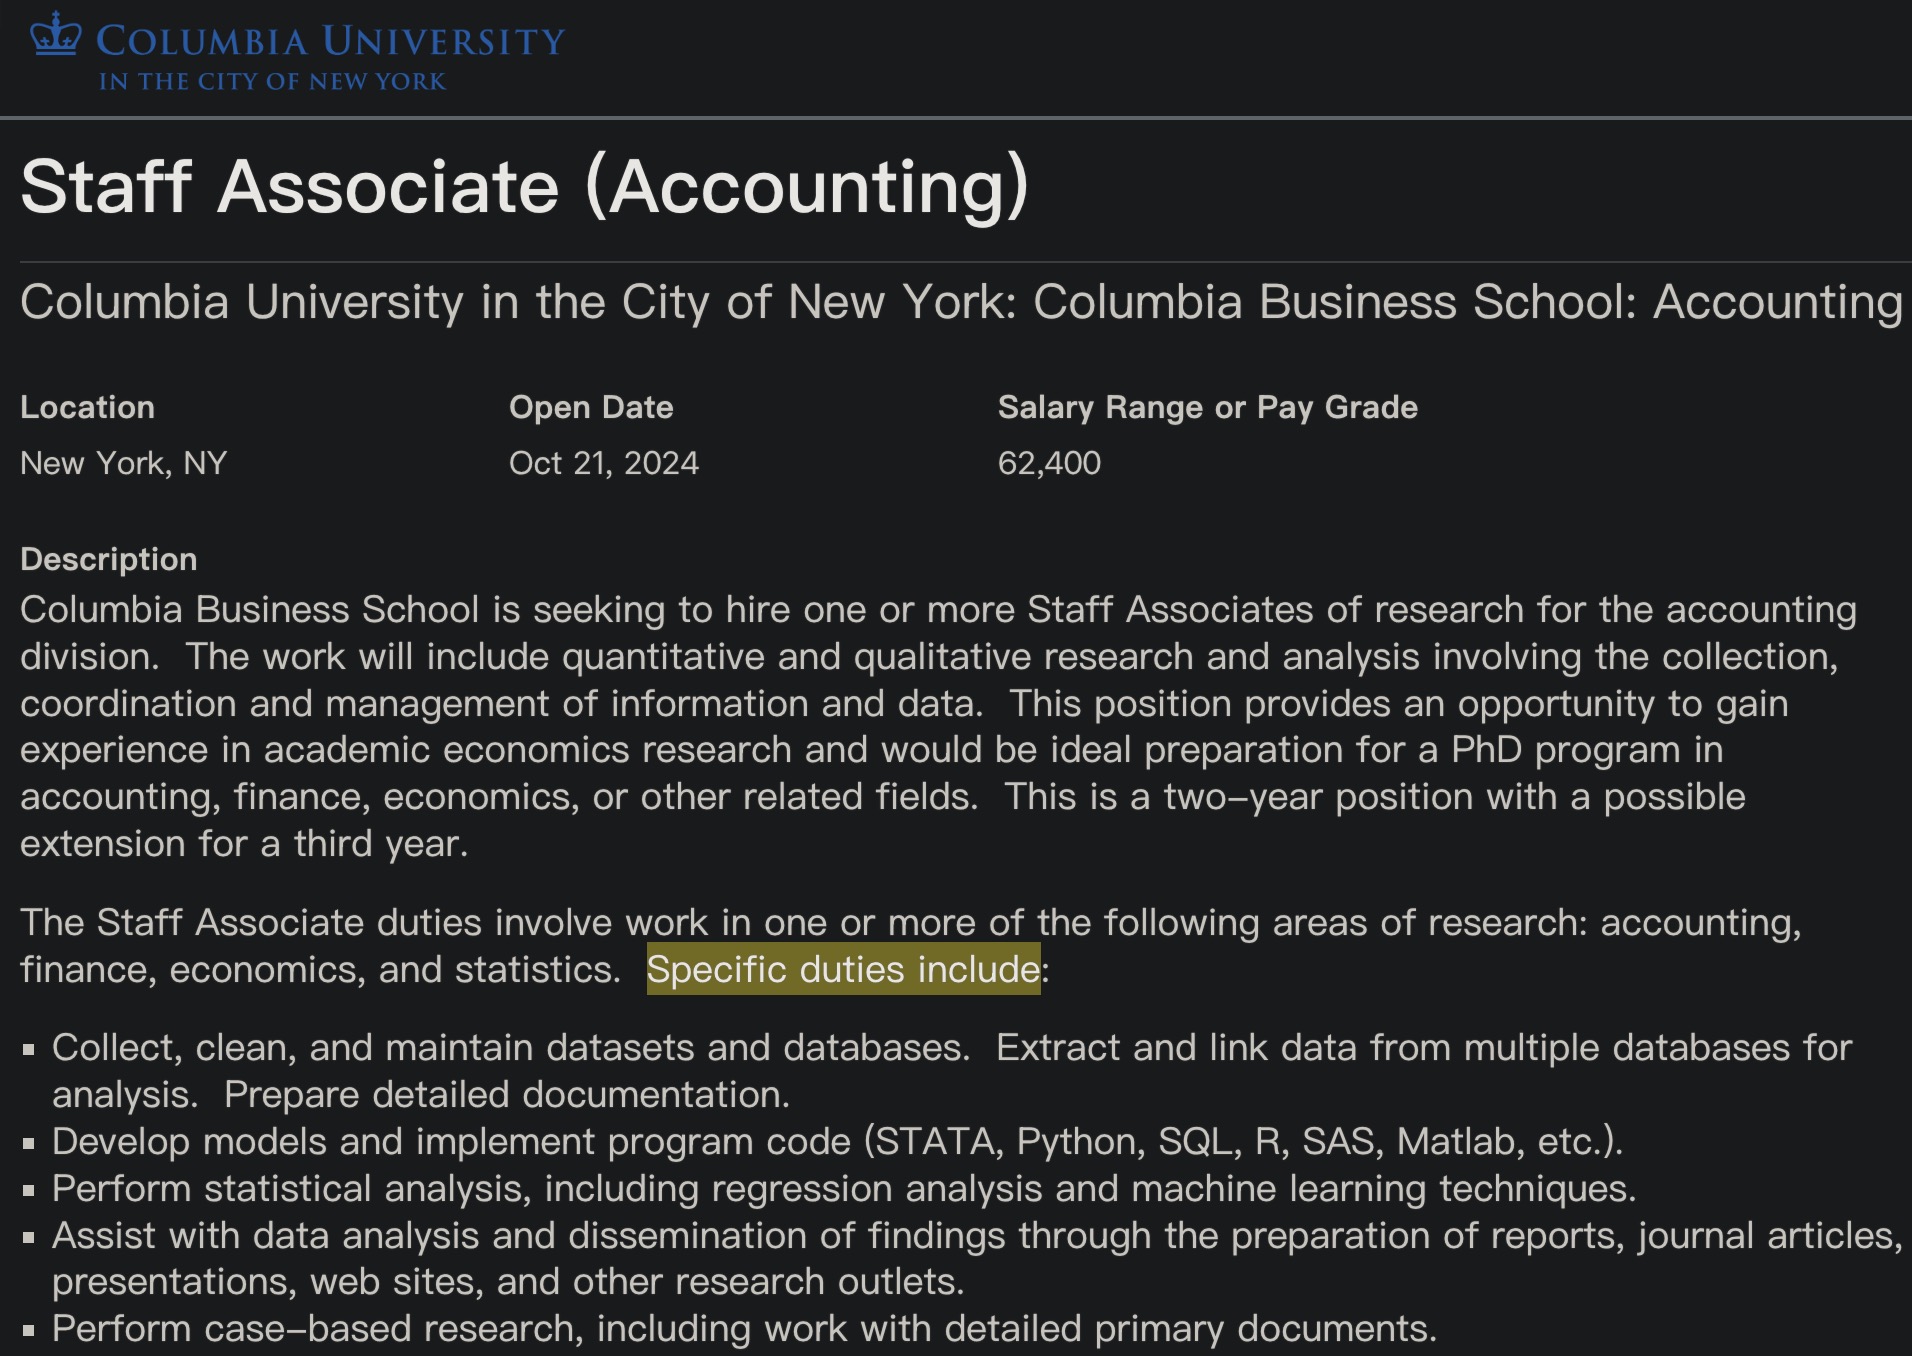 COLUMBIA UNIVERSITY
IN THE CITY OF NEW YORK
Staff Associate (Accounting)
Columbia University in the City of New York: Columbia Business School: Accounting
Location
Open Date
Salary Range or Pay Grade
New York, NY
Oct 21, 2024
62,400
Description
Columbia Business School is seeking to hire one or more Staff Associates of research for the accounting
division.  The work will include quantitative and qualitative research and analysis involving the collection,
coordination and management of information and data.  This position provides an opportunity to gain
experience in academic economics research and would be ideal preparation for a PhD program in
accounting, finance, economics, or other related fields.  This is a two–year position with a possible
extension for a third year.
The Staff Associate duties involve work in one or more of the following areas of research: accounting,
finance, economics, and statistics.  Specific duties include:
▪ Collect, clean, and maintain datasets and databases.  Extract and link data from multiple databases for
analysis.  Prepare detailed documentation.
▪ Develop models and implement program code (STATA, Python, SQL, R, SAS, Matlab, etc.).
▪ Perform statistical analysis, including regression analysis and machine learning techniques.
▪ Assist with data analysis and dissemination of findings through the preparation of reports, journal articles,
presentations, web sites, and other research outlets.
▪ Perform case–based research, including work with detailed primary documents.